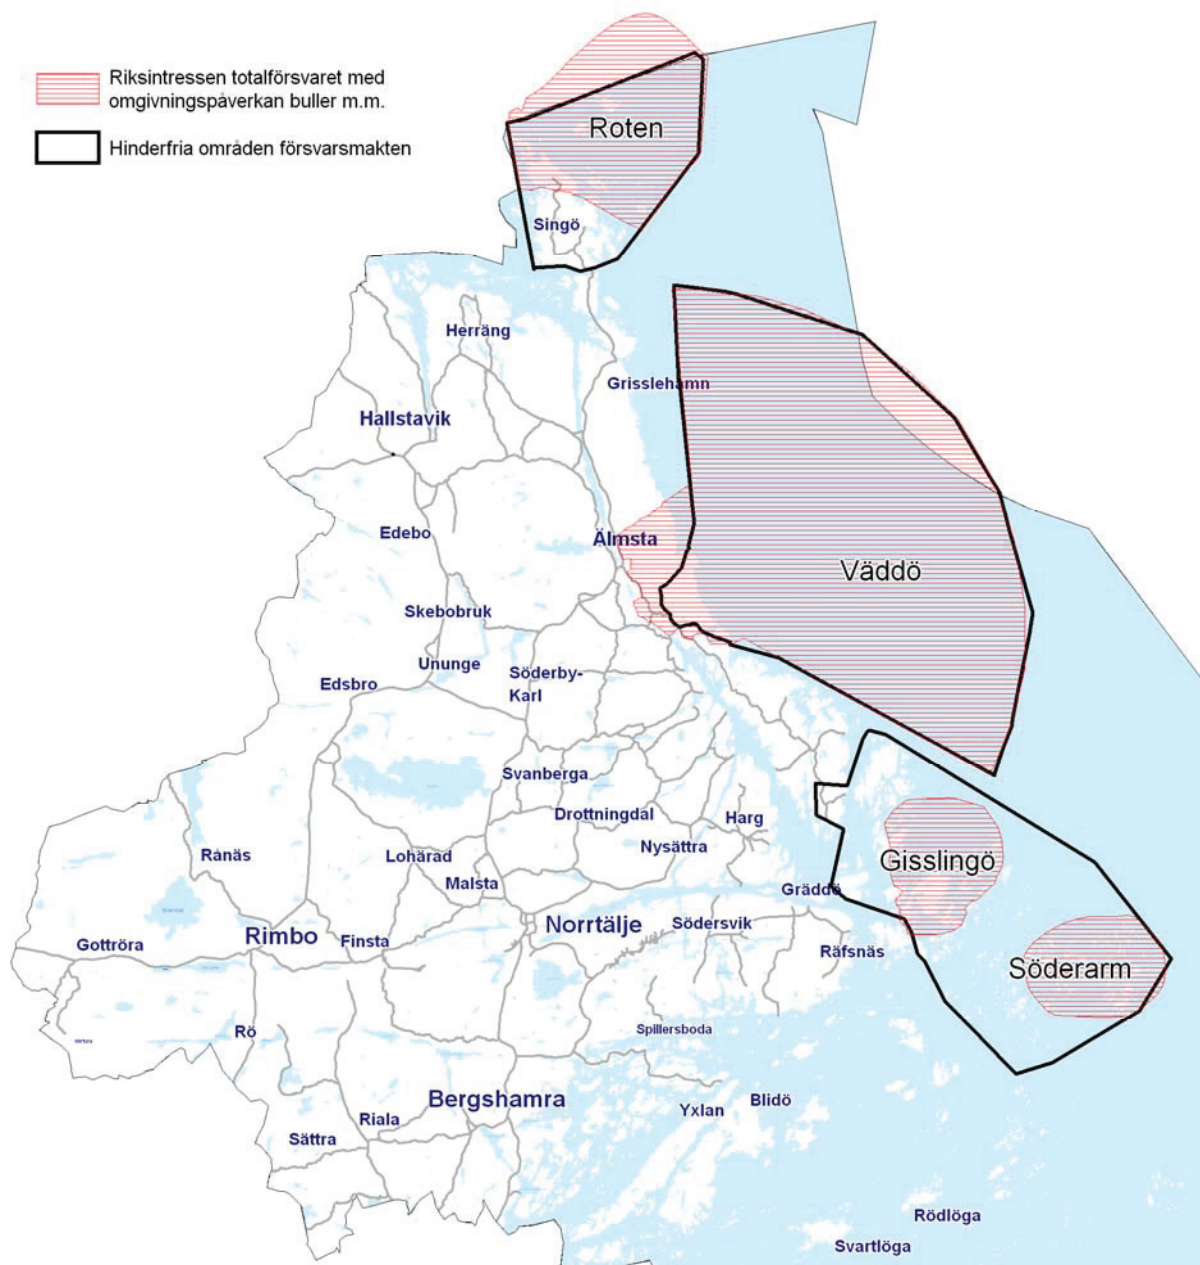 Riksintressen totalförsvaret med
omgivningspåverkan buller m.m.
Hinderfria områden försvarsmakten
Roten
Singö
Herräng
Grisslehamn
Hallstavik
Edebo
Älmsta
Väddö
Skebobruk
Ununge
Söderby-
Karl
Edsbro
Svanberga
Drottningdal
Harg
Nysättra
Rånäs
Lohärad
Malsta
Gisslingö
Gräddö
Norrtälje
Södersvik
Rimbo
Finsta
Gottröra
Räfsnäs
Söderarm
Rö
Spillersboda
Bergshamra
Yxlan
Blidö
Riala
Sättra
Rödlöga
Svartlöga